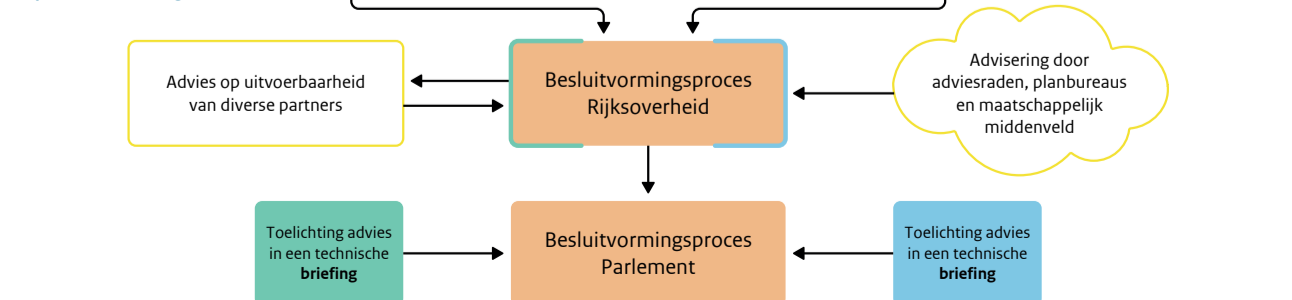 Advies op uitvoerbaarheid
van diverse partners
Besluitvormingsproces
Rijksoverheid
Advisering door
adviesraden, planbureaus
en maatschappelijk
middenveld
Toelichting advies
in een technische
briefing
Besluitvormingsproces
Parlement
Toelichting advies
in een technische
briefing